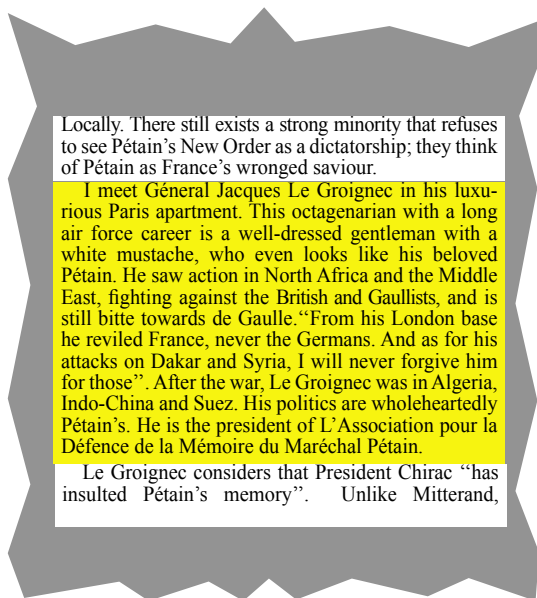 Locally. There still exists a strong minority that refuses
to see Pétain’s New Order as a dictatorship; they think
of Pétain as France’s wronged saviour.
I meet Géneral Jacques Le Groignec in his luxu-
rious Paris apartment. This octagenarian with a long
air force career is a well-dressed gentleman with a
white mustache, who even looks like his beloved
Pétain. He saw action in North Africa and the Middle
East, fighting against the British and Gaullists, and is
still bitte towards de Gaulle.“From his London base
he reviled France, never the Germans. And as for his
attacks on Dakar and Syria, I will never forgive him
for those’’. After the war, Le Groignec was in Algeria,
Indo-China and Suez. His politics are wholeheartedly
Pétain’s. He is the president of L’Association pour la
Défence de la Mémoire du Maréchal Pétain.
Le Groignec considers that President Chirac ‘‘has
insulted Pétain’s memory’’. Unlike Mitterand,